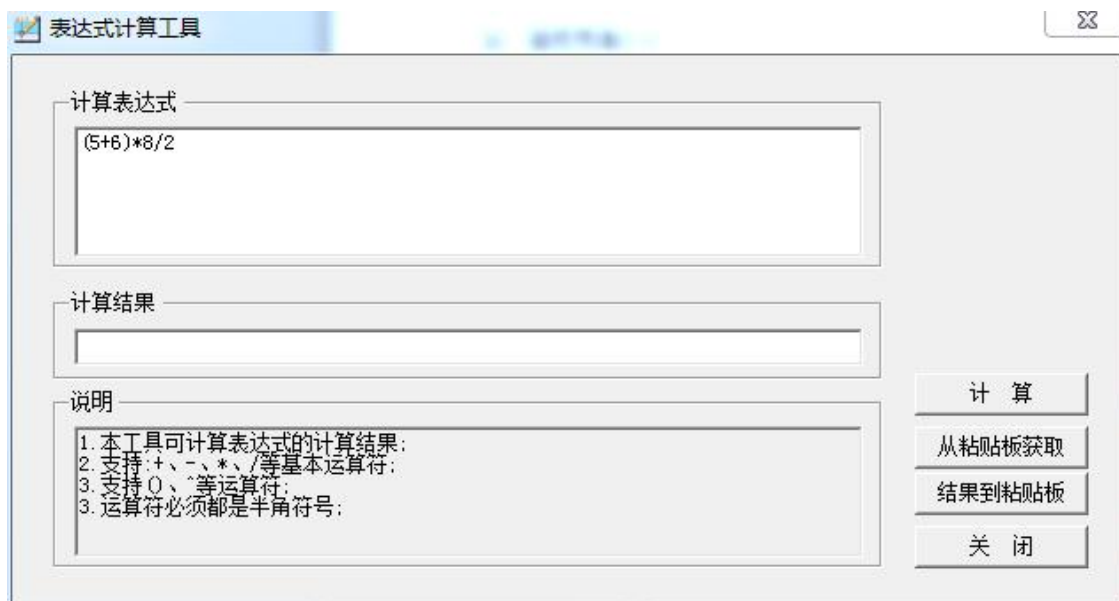 表达式计算工具
计算表达式
(5+6)*8/2
计算结果
说明
1.本工具可计算表达式的计算结果;
2.支持:+、-、*、/等基本运算符;
3.支持()、^等运算符;
3.运算符必须都是半角符号;
计 算
从粘贴板获取
结果到粘贴板
关 闭